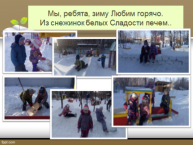 Мы, ребята, зиму Любим горячо.
Из снежинок белых Сладости печем..